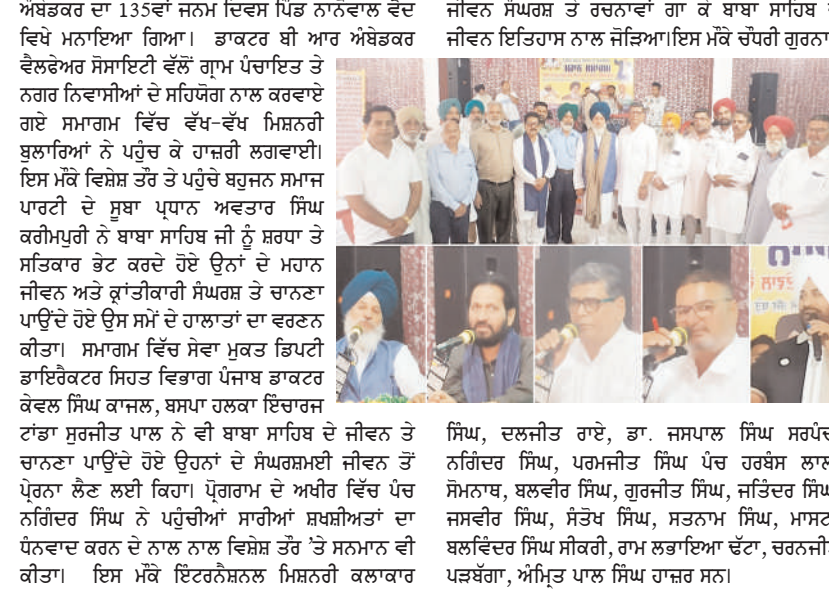 ਅੰਬੇਡਕਰ ਦਾ 135ਵਾਂ ਜਨਮ ਦਿਵਸ ਪਿੰਡ ਨਾਨੋਵਾਲ ਵੈਦ
ਵਿਖੇ ਮਨਾਇਆ ਗਿਆ। ਡਾਕਟਰ ਬੀ ਆਰ ਅੰਬੇਡਕਰ
ਵੈਲਫੇਅਰ ਸੋਸਾਇਟੀ ਵੱਲੋਂ ਗ੍ਰਾਮ ਪੰਚਾਇਤ ਤੇ
ਨਗਰ ਨਿਵਾਸੀਆਂ ਦੇ ਸਹਿਯੋਗ ਨਾਲ ਕਰਵਾਏ
ਗਏ ਸਮਾਗਮ ਵਿੱਚ ਵੱਖ-ਵੱਖ ਮਿਸ਼ਨਰੀ
ਬੁਲਾਰਿਆਂ ਨੇ ਪਹੁੰਚ ਕੇ ਹਾਜ਼ਰੀ ਲਗਵਾਈ।
ਇਸ ਮੌਕੇ ਵਿਸ਼ੇਸ਼ ਤੌਰ ਤੇ ਪਹੁੰਚੇ ਬਹੁਜਨ ਸਮਾਜ
ਪਾਰਟੀ ਦੇ ਸੂਬਾ ਪ੍ਰਧਾਨ ਅਵਤਾਰ ਸਿੰਘ
ਕਰੀਮਪੁਰੀ ਨੇ ਬਾਬਾ ਸਾਹਿਬ ਜੀ ਨੂੰ ਸ਼ਰਧਾ ਤੇ
ਸਤਿਕਾਰ ਭੇਟ ਕਰਦੇ ਹੋਏ ਉਨਾਂ ਦੇ ਮਹਾਨ
ਜੀਵਨ ਅਤੇ ਕ੍ਰਾਂਤੀਕਾਰੀ ਸੰਘਰਸ਼ ਤੇ ਚਾਨਣਾ
ਪਾਉਂਦੇ ਹੋਏ ਉਸ ਸਮੇਂ ਦੇ ਹਾਲਾਤਾਂ ਦਾ ਵਰਣਨ
ਕੀਤਾ। ਸਮਾਗਮ ਵਿੱਚ ਸੇਵਾ ਮੁਕਤ ਡਿਪਟੀ
ਡਾਇਰੈਕਟਰ ਸਿਹਤ ਵਿਭਾਗ ਪੰਜਾਬ ਡਾਕਟਰ
ਕੇਵਲ ਸਿੰਘ ਕਾਜਲ, ਬਸਪਾ ਹਲਕਾ ਇੰਚਾਰਜ
ਟਾਂਡਾ ਸੁਰਜੀਤ ਪਾਲ ਨੇ ਵੀ ਬਾਬਾ ਸਾਹਿਬ ਦੇ ਜੀਵਨ ਤੇ
ਚਾਨਣਾ ਪਾਉਂਦੇ ਹੋਏ ਉਹਨਾਂ ਦੇ ਸੰਘਰਸ਼ਮਈ ਜੀਵਨ ਤੋਂ
ਪ੍ਰੇਰਨਾ ਲੈਣ ਲਈ ਕਿਹਾ। ਪ੍ਰੋਗਰਾਮ ਦੇ ਅਖੀਰ ਵਿੱਚ ਪੰਚ
ਨਗਿੰਦਰ ਸਿੰਘ ਨੇ ਪਹੁੰਚੀਆਂ ਸਾਰੀਆਂ ਸ਼ਖਸ਼ੀਅਤਾਂ ਦਾ
ਧੰਨਵਾਦ ਕਰਨ ਦੇ ਨਾਲ ਨਾਲ ਵਿਸ਼ੇਸ਼ ਤੌਰ 'ਤੇ ਸਨਮਾਨ ਵੀ
ਕੀਤਾ। ਇਸ ਮੌਕੇ ਇੰਟਰਨੈਸ਼ਨਲ ਮਿਸ਼ਨਰੀ ਕਲਾਕਾਰ
ਜੀਵਨ ਸੰਘਰਸ਼ ਤੇ ਰਚਨਾਵਾਂ ਗਾ ਕੇ ਬਾਬਾ ਸਾਹਿਬ
ਜੀਵਨ ਇਤਿਹਾਸ ਨਾਲ ਜੋੜਿਆ।ਇਸ ਮੌਕੇ ਚੌਧਰੀ ਗੁਰਨਾ
ਸਿੰਘ, ਦਲਜੀਤ ਰਾਏ, ਡਾ. ਜਸਪਾਲ ਸਿੰਘ ਸਰਪੰਚ
ਨਗਿੰਦਰ ਸਿੰਘ, ਪਰਮਜੀਤ ਸਿੰਘ ਪੰਚ ਹਰਬੰਸ ਲਾਲ
ਸੋਮਨਾਥ, ਬਲਵੀਰ ਸਿੰਘ, ਗੁਰਜੀਤ ਸਿੰਘ, ਜਤਿੰਦਰ ਸਿੰਘ
ਜਸਵੀਰ ਸਿੰਘ, ਸੰਤੋਖ ਸਿੰਘ, ਸਤਨਾਮ ਸਿੰਘ, ਮਾਸਟ
ਬਲਵਿੰਦਰ ਸਿੰਘ ਸੀਕਰੀ, ਰਾਮ ਲਭਾਇਆ ਢੱਟਾ, ਚਰਨਜੀਤ
ਪੜਬੱਗਾ, ਅੰਮ੍ਰਿਤ ਪਾਲ ਸਿੰਘ ਹਾਜ਼ਰ ਸਨ।